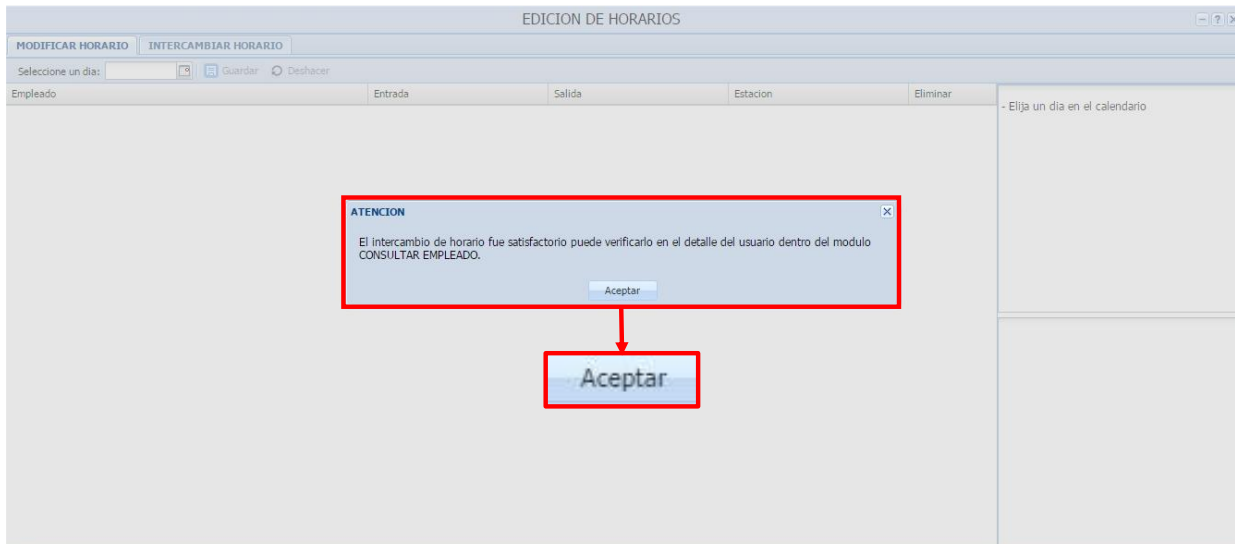 EDICION DE HORARIOS
MODIFICAR HORARIO INTERCAMBIAR HORARIO
Seleccione un dia: Guardar Deshacer
Empleado Entrada Salida Estacion Eliminar
- Elija un dia en el calendario
ATENCION
El intercambio de horario fue satisfactorio puede verificarlo en el detalle del usuario dentro del modulo
CONSULTAR EMPLEADO.
Aceptar
Aceptar